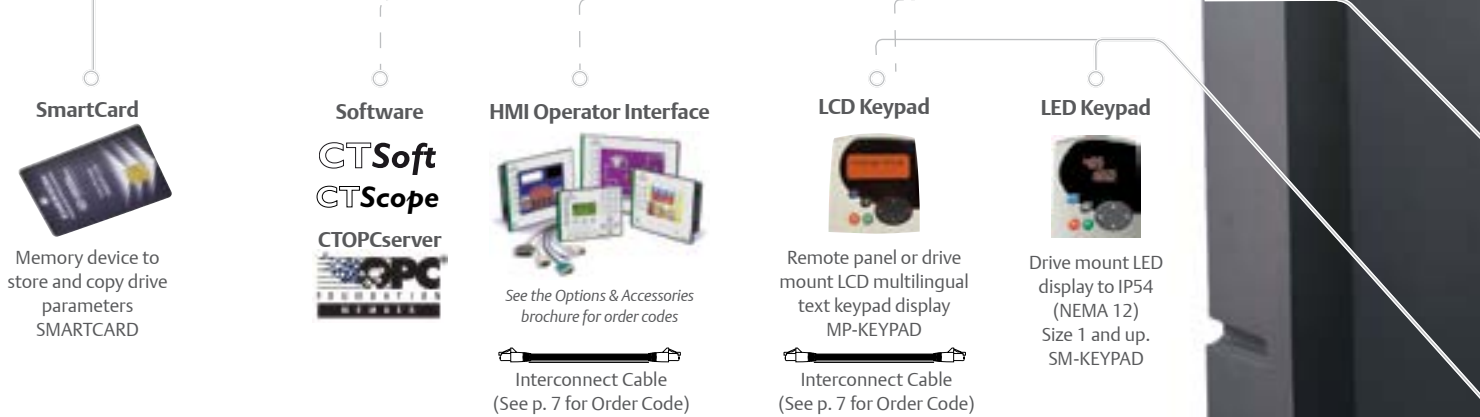 SmartCard
Memory device to
store and copy drive
parameters
SMARTCARD
Software
CTSoft
CTScope
CTOPCserver
OPC
FOUNDATION
MEMBER
HMI Operator Interface
See the Options & Accessories
brochure for order codes
Interconnect Cable
(See p. 7 for Order Code)
LCD Keypad
Remote panel or drive
mount LCD multilingual
text keypad display
MP-KEYPAD
Interconnect Cable
(See p. 7 for Order Code)
LED Keypad
Drive mount LED
display to IP54
(NEMA 12)
Size 1 and up.
SM-KEYPAD